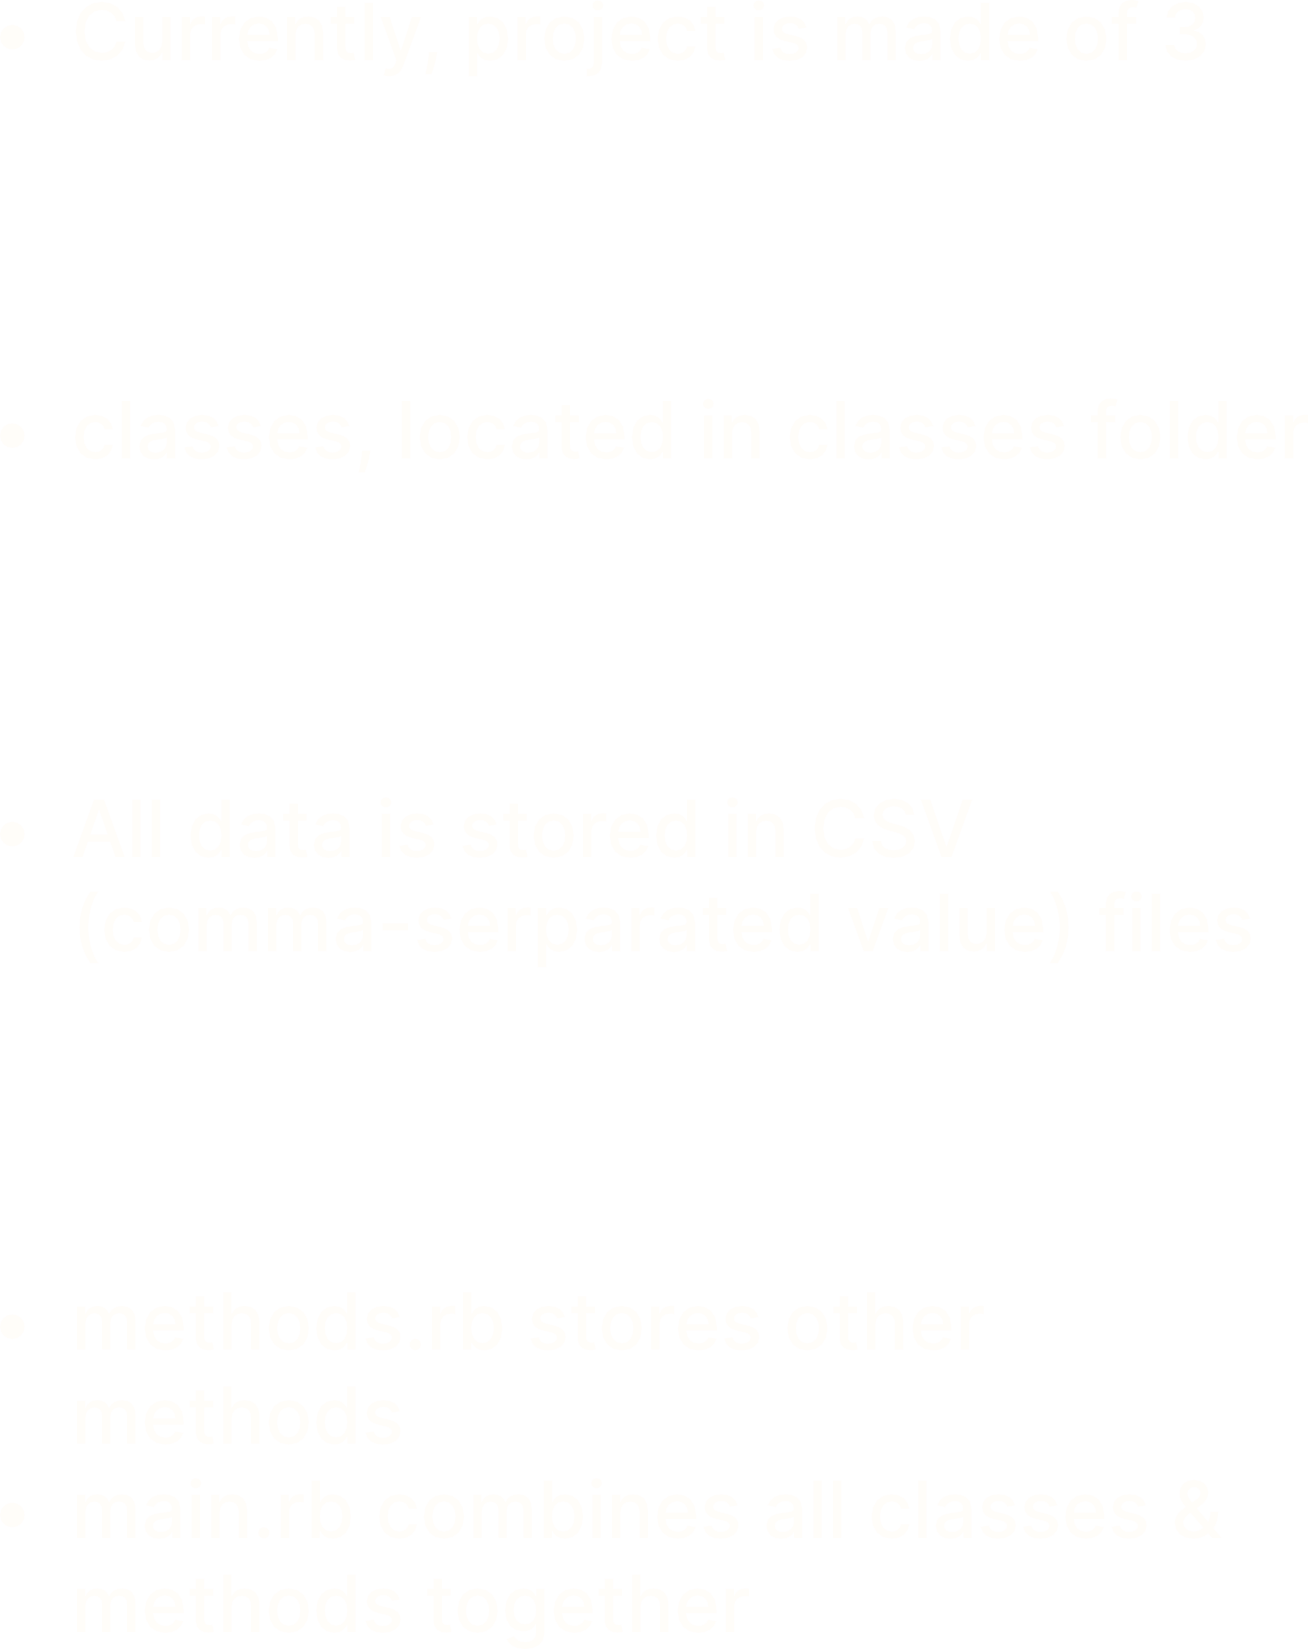 • Currently, project is made of 3
• classes, located in classes folder
• All data is stored in CSV
(comma-serparated value) files
• methods.rb stores other
methods
• main.rb combines all classes &
methods together